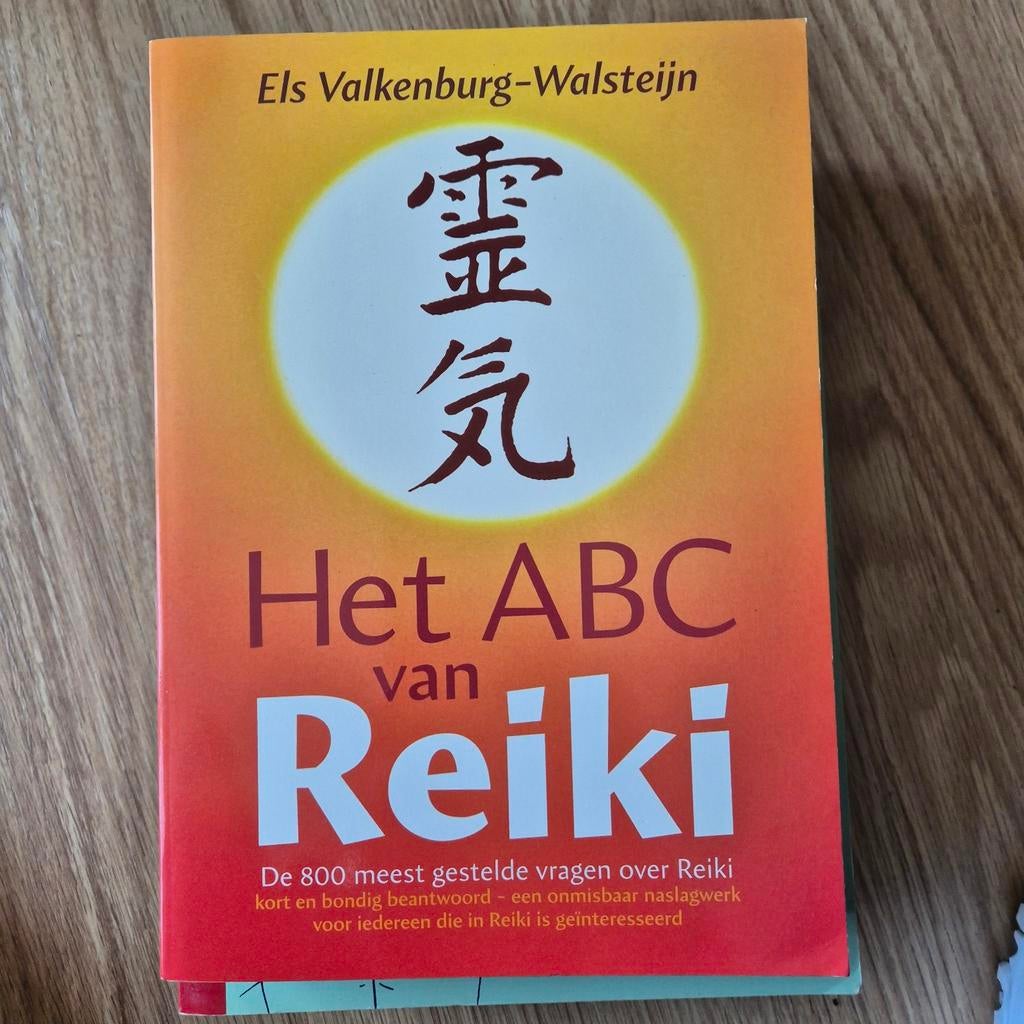 Els Valkenburg-Walsteijn
霊
気
Het ABC
van
Reiki
De 800 meest gestelde vragen over Reiki
kort en bondig beantwoord - een onmisbaar naslagwerk
voor iedereen die in Reiki is geïnteresseerd